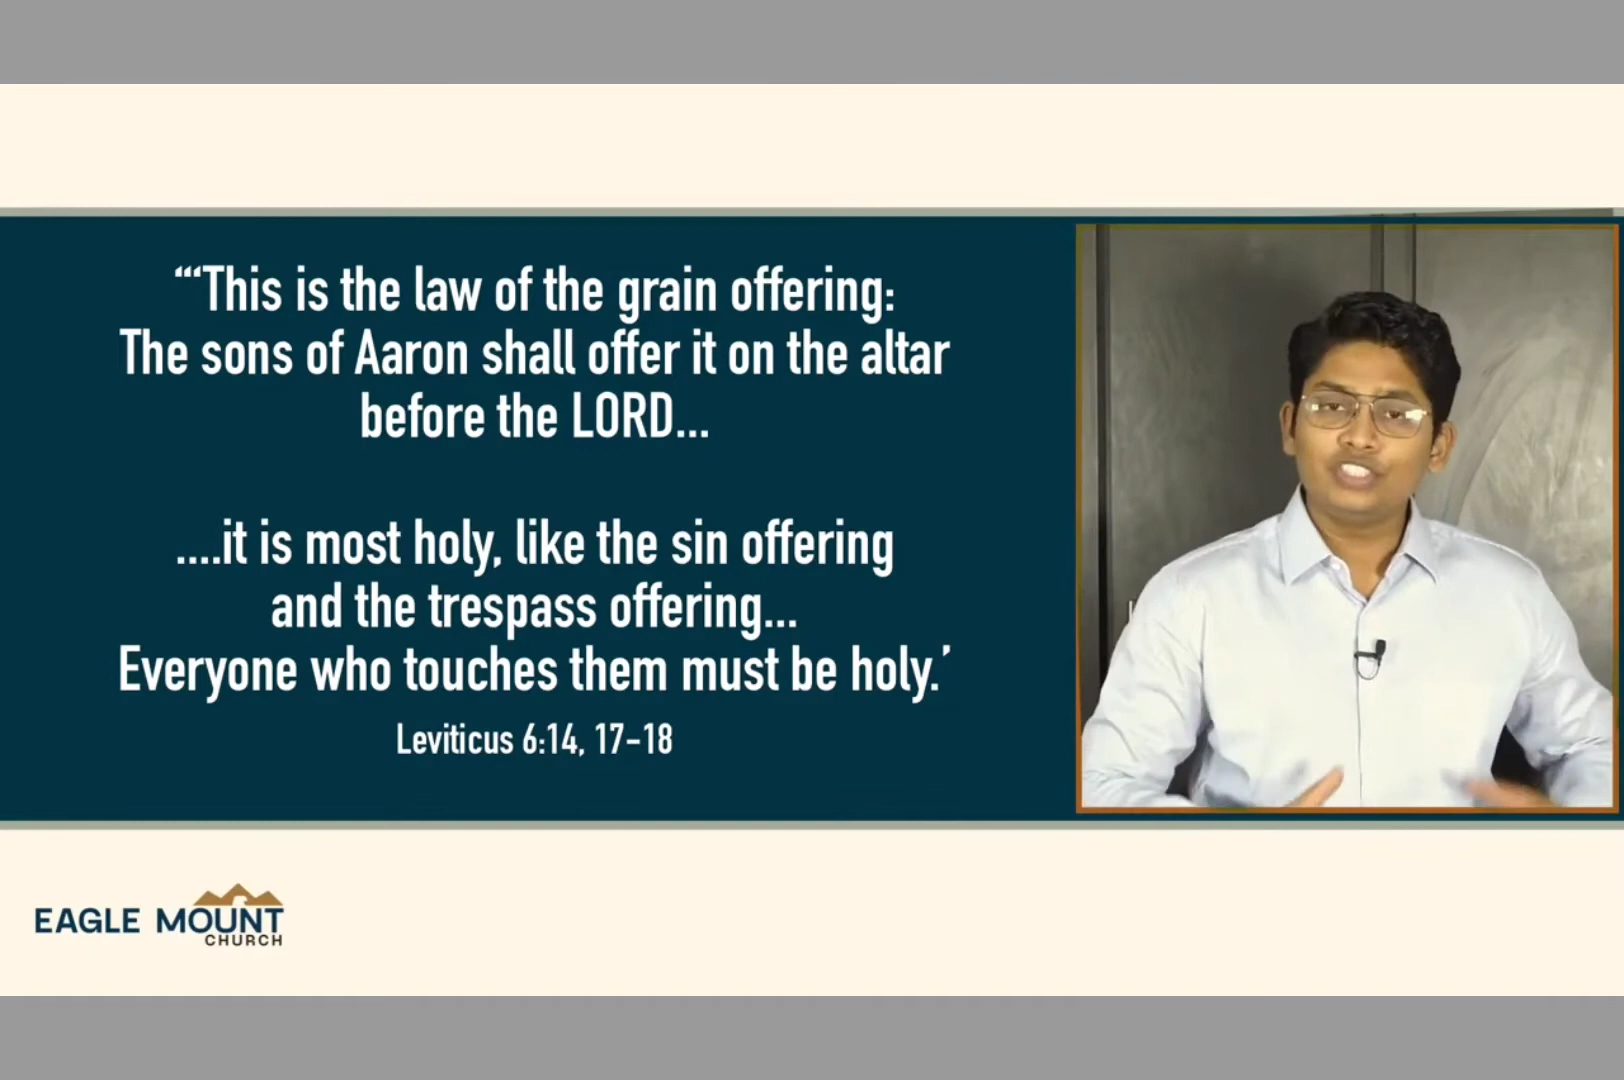 “‘This is the law of the grain offering:
The sons of Aaron shall offer it on the altar
before the LORD...
....it is most holy, like the sin offering
and the trespass offering...
Everyone who touches them must be holy.’
Leviticus 6:14, 17-18
EAGLE MOUNT
CHURCH